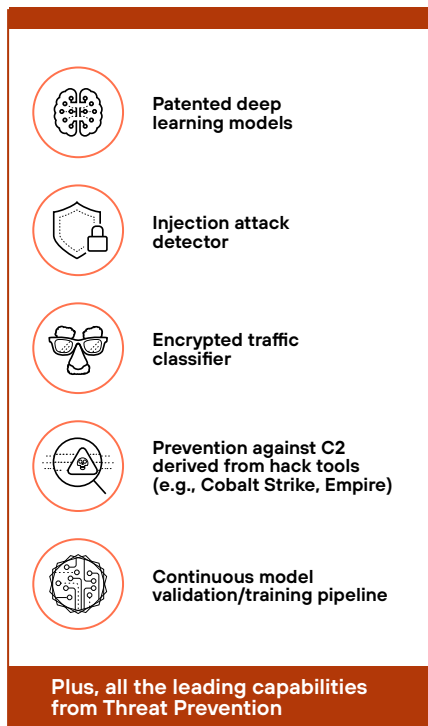 Patented deep
learning models
Injection attack
detector
Encrypted traffic
classifier
Prevention against C2
derived from hack tools
(e.g., Cobalt Strike, Empire)
Continuous model
validation/training pipeline
Plus, all the leading capabilities
from Threat Prevention